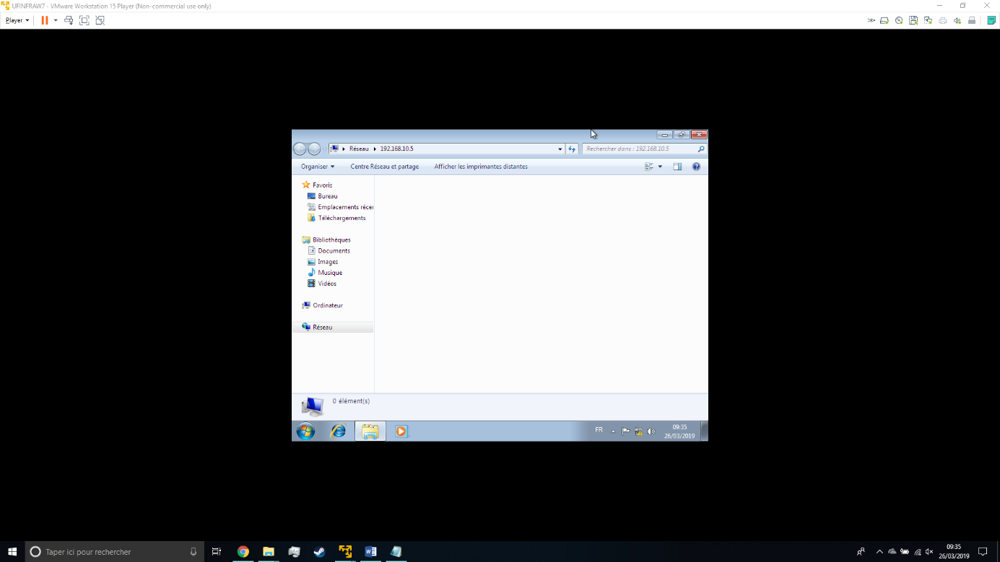 UFINFRAW7 - VMware Workstation 15 Player (Non-commercial use only)
Player
Réseau 192.168.10.5
Rechercher dans : 192.168.10.5
Organiser Centre Réseau et partage Afficher les imprimantes distantes
Favoris
Bureau
Emplacements récer
Téléchargements
Bibliothèques
Documents
Images
Musique
Vidéos
Ordinateur
Réseau
0 élément(s)
FR
09:35
26/03/2019
Taper ici pour rechercher
09:35
26/03/2019